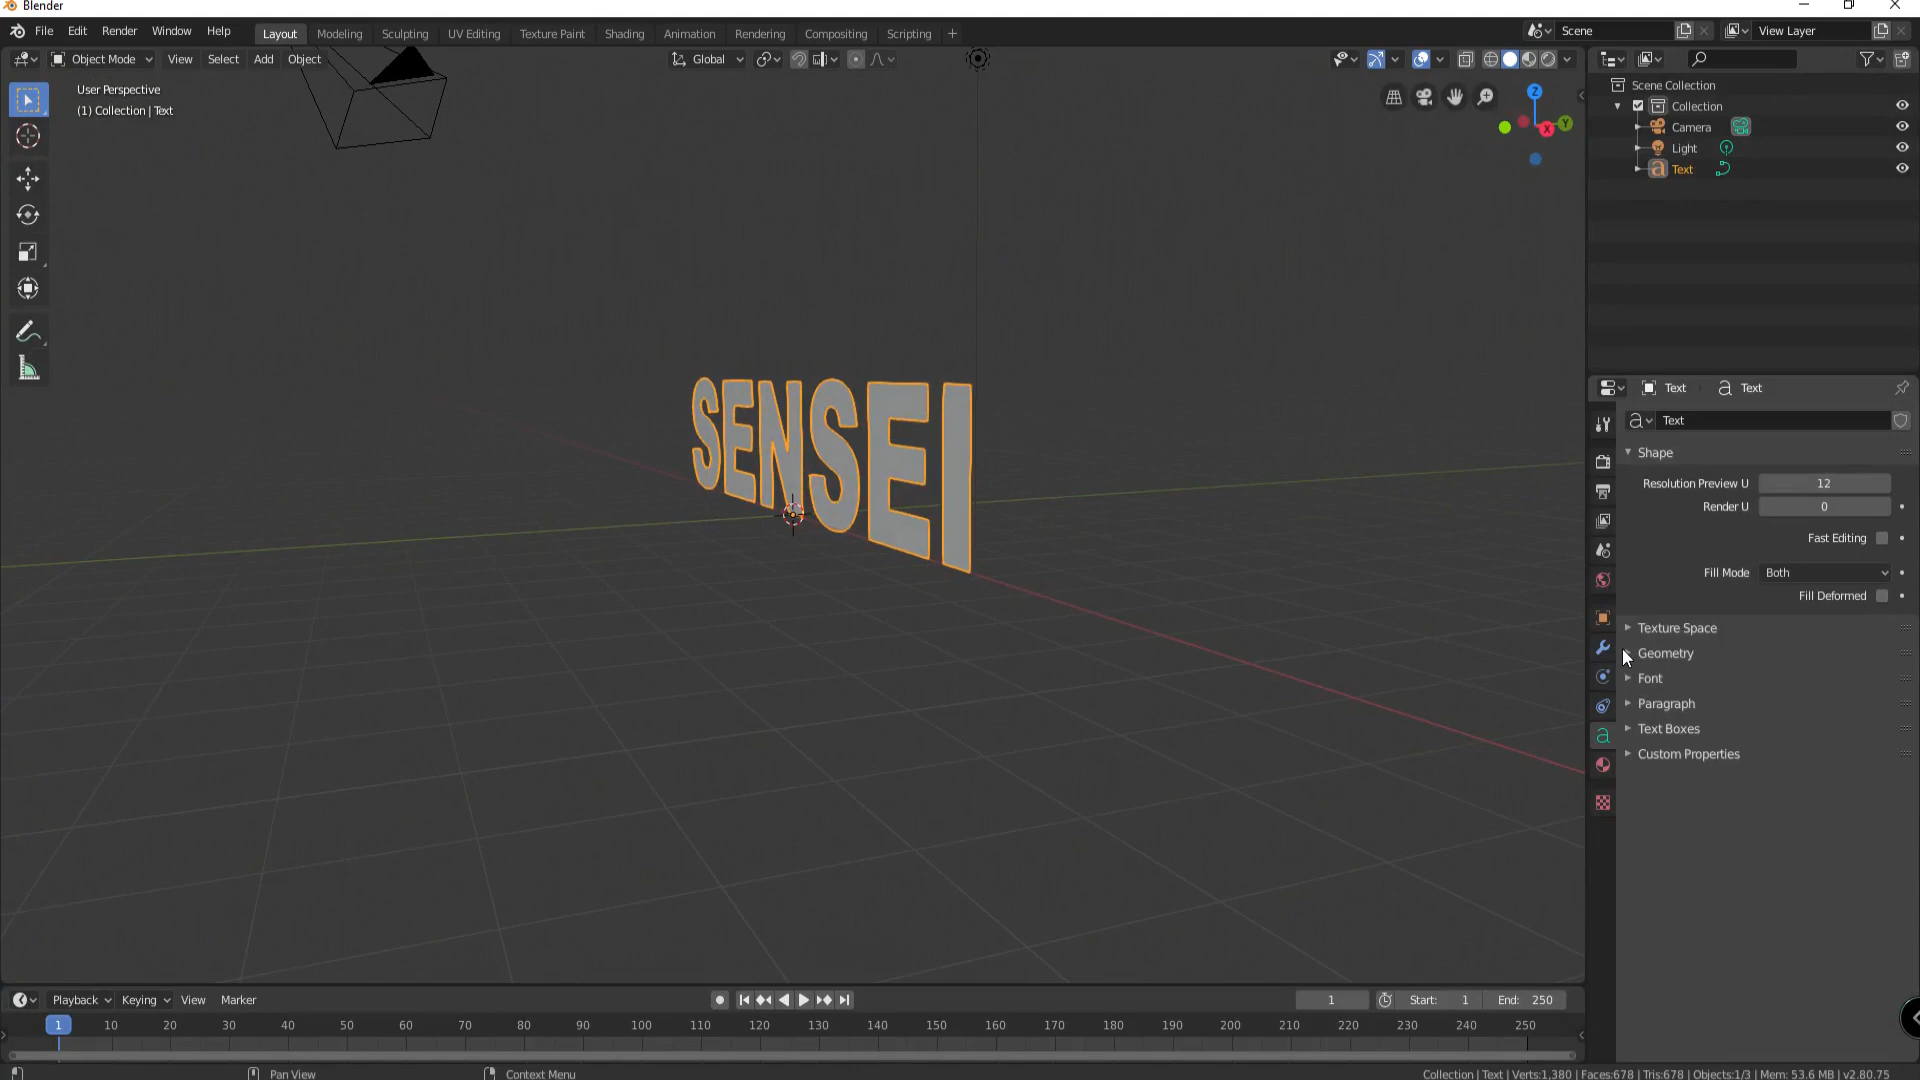 Blender
File Edit Render Window Help
Layout Modeling Sculpting UV Editing Texture Paint Shading Animation Rendering Compositing Scripting +
Scene
View Layer
Object Mode View Select Add Object
Global
User Perspective
(1) Collection | Text
Z
X
Y
Scene Collection
Collection
Camera
Light
a Text
SENSEI
Text a Text
a Text
Shape
Resolution Preview U 12
Render U 0
Fast Editing
Fill Mode Both
Fill Deformed
Texture Space
Geometry
Font
Paragraph
Text Boxes
Custom Properties
a
Playback Keying View Marker
1
Start: 1 End: 250
1 10 20 30 40 50 60 70 80 90 100 110 120 130 140 150 160 170 180 190 200 210 220 230 240 250
Pan View
Context Menu
Collection | Text | Verts:1,380 | Faces:678 | Tris:678 | Objects:1/3 | Mem: 53.6 MB | v2.80.75